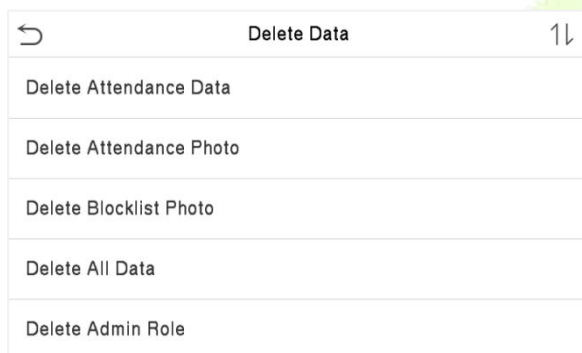 Delete Data
Delete Attendance Data
Delete Attendance Photo
Delete Blocklist Photo
Delete All Data
Delete Admin Role